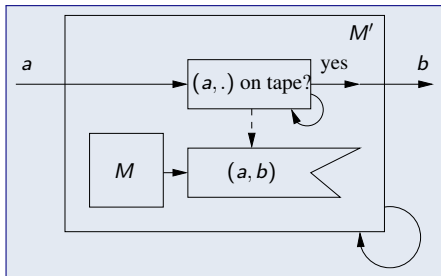 M′
a
(a,.) on tape?
yes
b
M
(a,b)